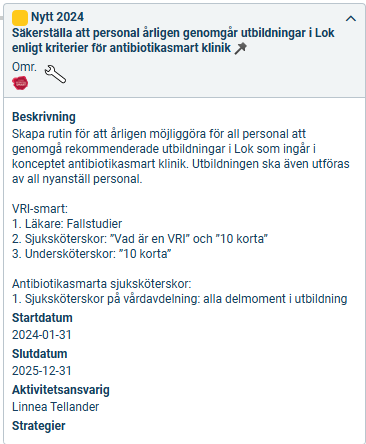 Nytt 2024
Säkerställa att personal årligen genomgår utbildningar i Lok
enligt kriterier för antibiotikasmart klinik
Omr.
Beskrivning
Skapa rutin för att årligen möjliggöra för all personal att
genomgå rekommenderade utbildningar i Lok som ingår i
konceptet antibiotikasmart klinik. Utbildningen ska även utföras
av all nyanställ personal.
VRI-smart:
1. Läkare: Fallstudier
2. Sjuksköterskor: ”Vad är en VRI” och ”10 korta”
3. Undersköterskor: ”10 korta”
Antibiotikasmarta sjuksköterskor:
1. Sjuksköterskor på vårdavdelning: alla delmoment i utbildning
Startdatum
2024-01-31
Slutdatum
2025-12-31
Aktivitetsansvarig
Linnea Tellander
Strategier